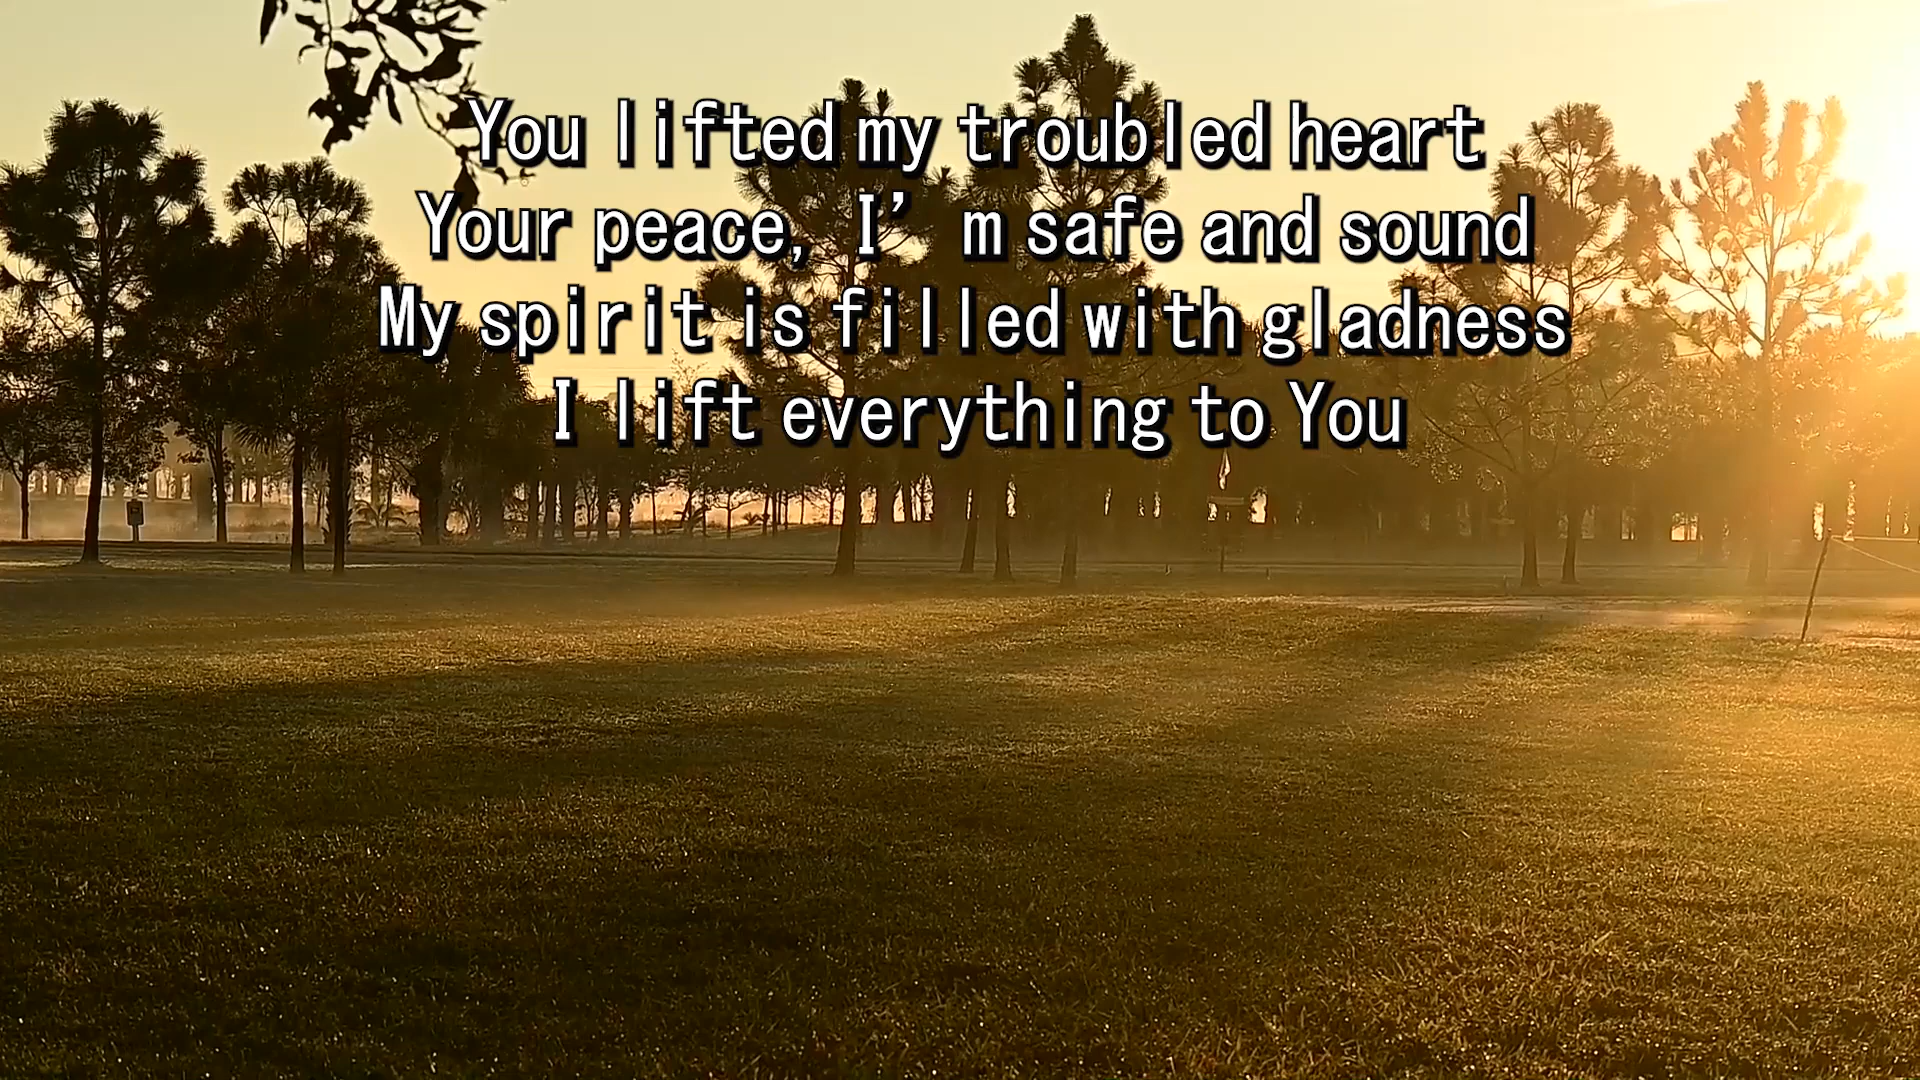 You lifted my troubled heart
Your peace, I’m safe and sound
My spirit is filled with gladness
I lift everything to You